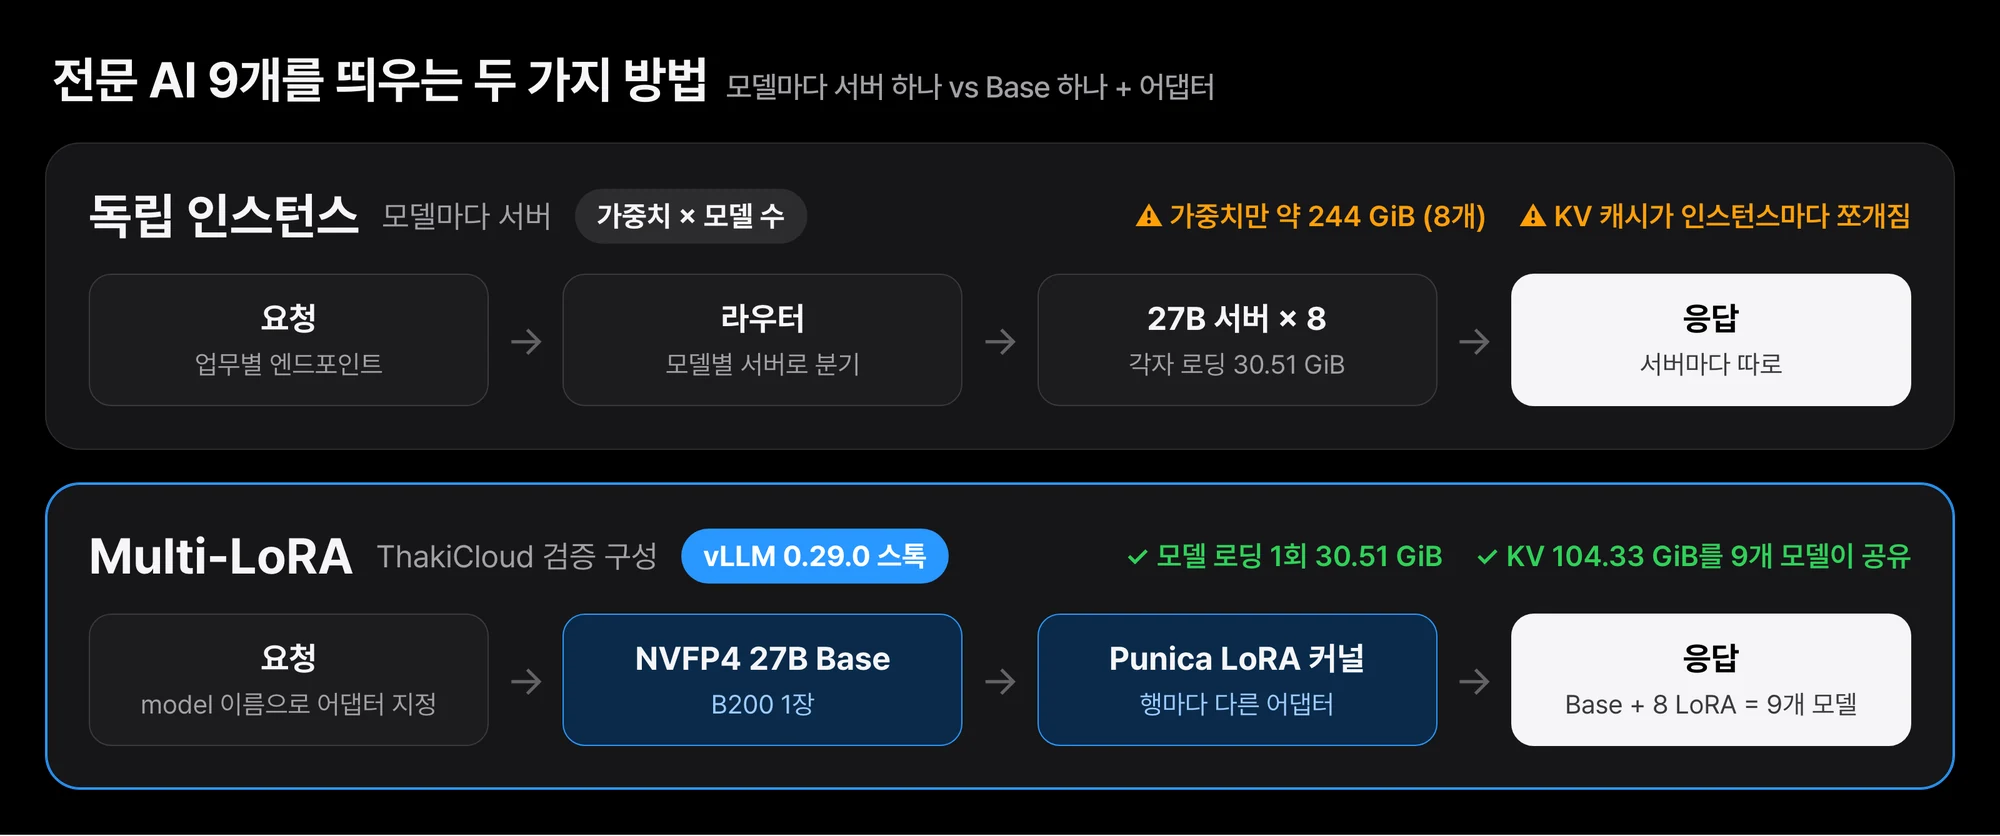 전문 AI 9개를 띄우는 두 가지 방법 모델마다 서버 하나 vs Base 하나 + 어댑터
독립 인스턴스 모델마다 서버 가중치 × 모델 수 ⚠ 가중치만 약 244 GiB (8개) ⚠ KV 캐시가 인스턴스마다 쪼개짐
요청 → 라우터 → 27B 서버 × 8 → 응답
업무별 엔드포인트 모델별 서버로 분기 각자 로딩 30.51 GiB 서버마다 따로
Multi-LoRA ThakiCloud 검증 구성 vLLM 0.29.0 스톡 ✓ 모델 로딩 1회 30.51 GiB ✓ KV 104.33 GiB를 9개 모델이 공유
요청 → NVFP4 27B Base → Punica LoRA 커널 → 응답
model 이름으로 어댑터 지정 B200 1장 행마다 다른 어댑터 Base + 8 LoRA = 9개 모델